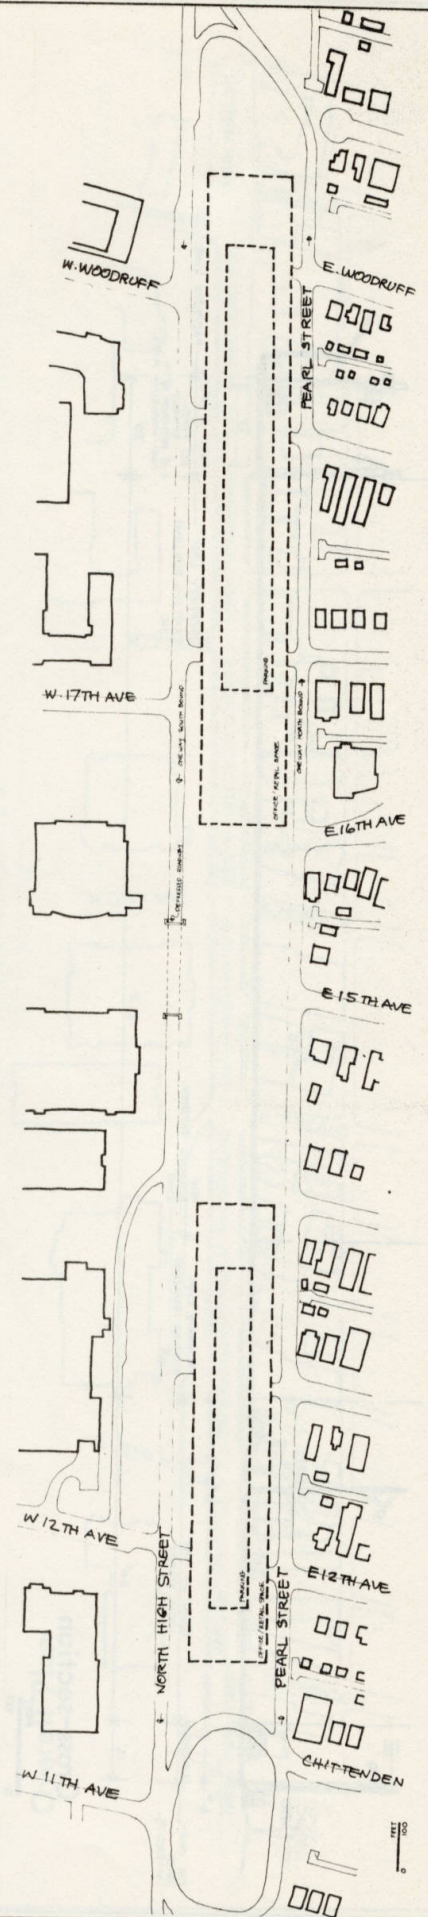 W. WOODRUFF
E. WOODRUFF
PEARL STREET
PARKING
W. 17TH AVE
ONE WAY SOUTH BOUND
ONE WAY NORTH BOUND
OFFICE/RETAIL SPACE
E 16TH AVE
DEPRESSED ROADWAY
E 15TH AVE
W 12TH AVE
NORTH HIGH STREET
PARKING
OFFICE/RETAIL SPACE
PEARL STREET
E 12TH AVE
CHITTENDEN
W 11TH AVE
FEET
0 100